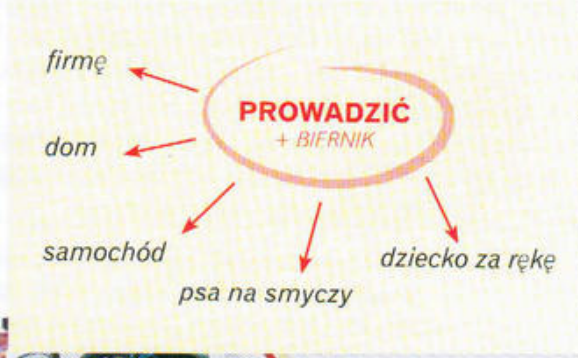 firmę
PROWADZIĆ
+ BIERNIK
dom
samochód
dziecko za rękę
psa na smyczy